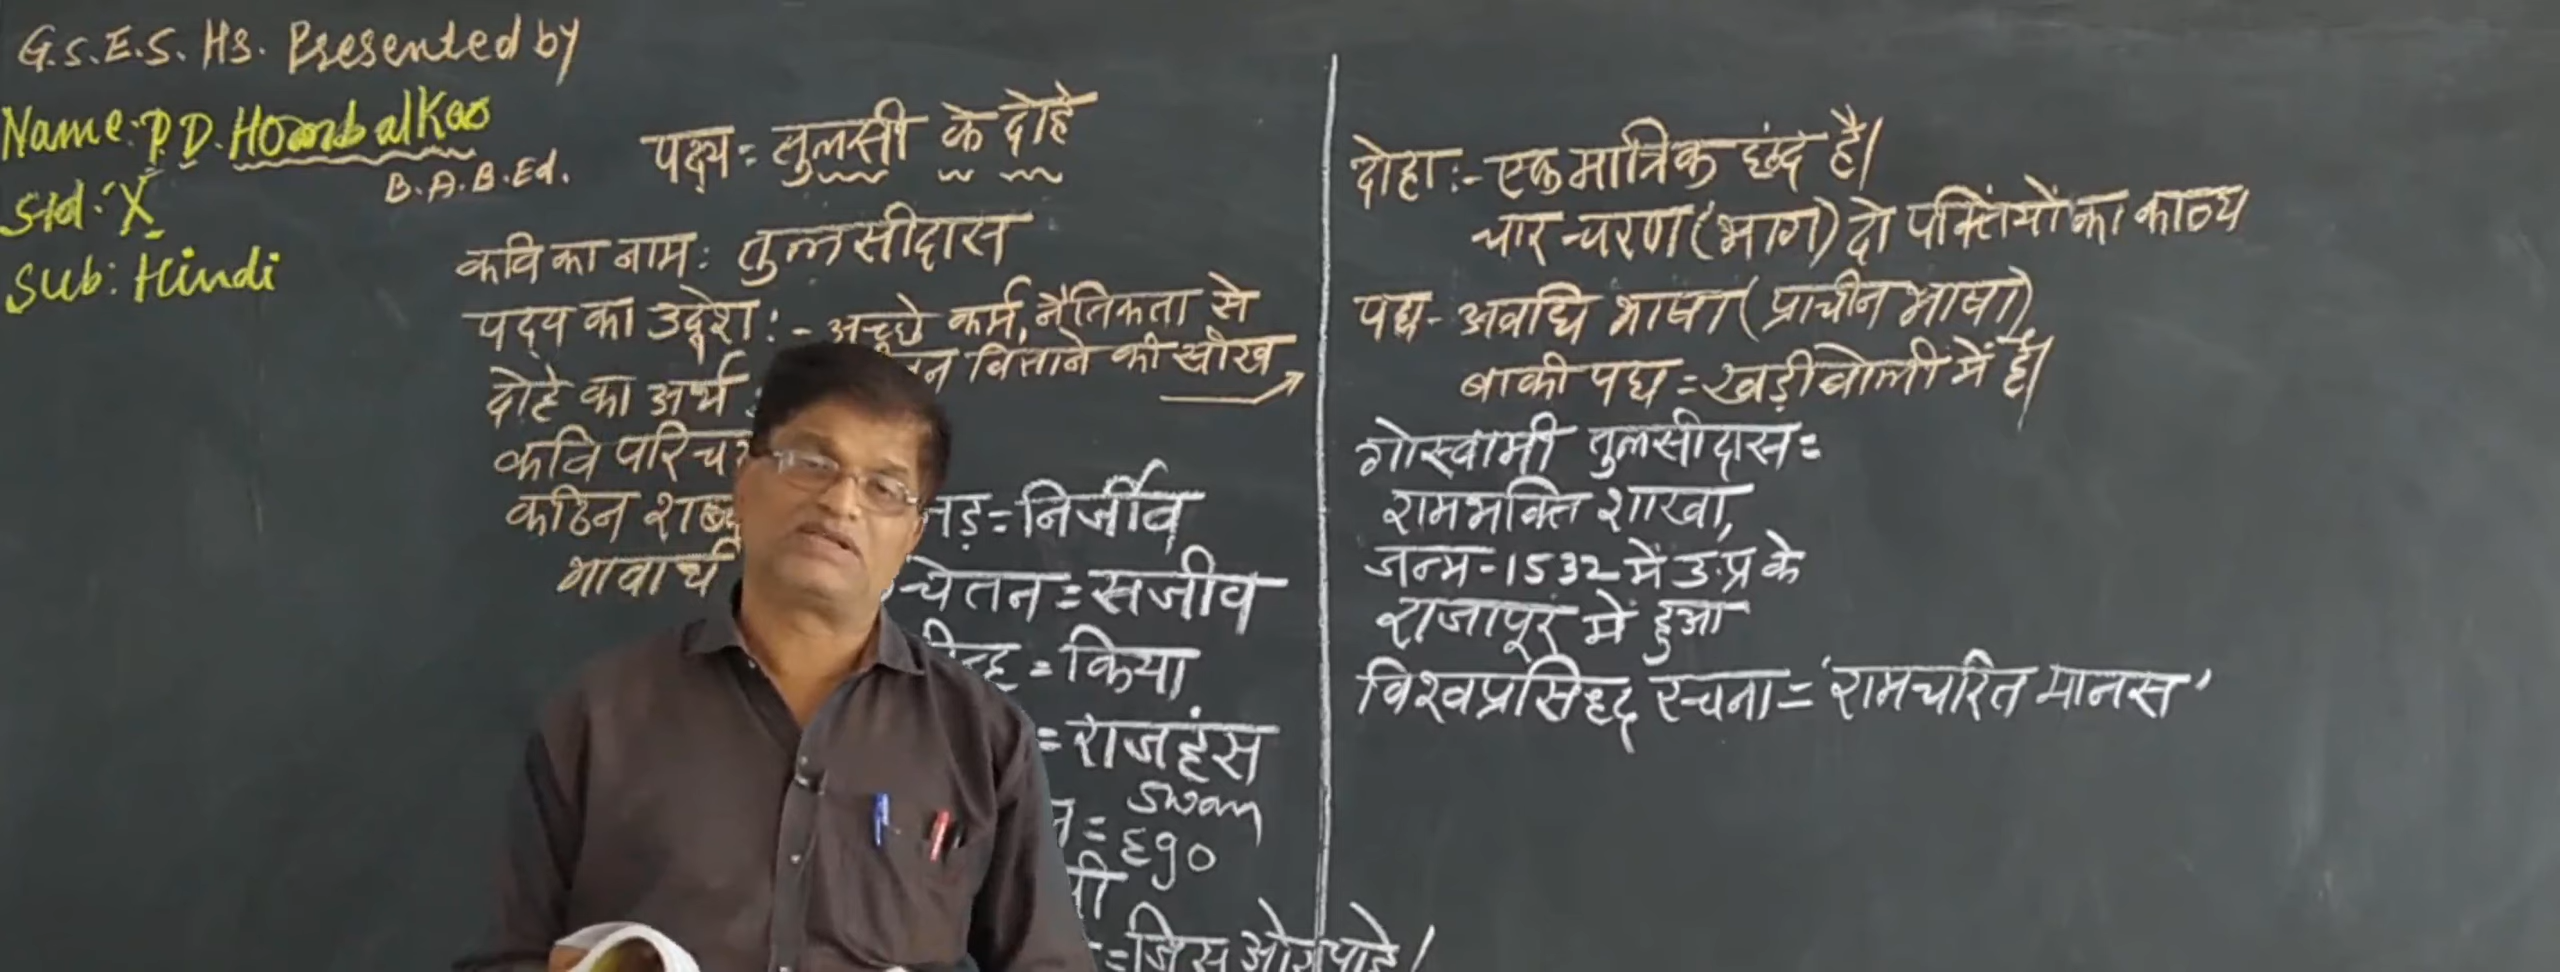 G.S.E.S. Hs. Presented by
Name: P.D. Hombalkar
B.A.B.Ed.
Std: X
Sub: Hindi
पद्य = तुलसी के दोहे
कवि का नाम: तुलसीदास
पद्य का उद्देश :- अच्छे कर्म, नैतिकता से
बिताने की सीख
दोहे का अर्थ
कवि परिचय
कठिन शब्द
भावार्थ
= निर्जीव
चेतन = सजीव
= किया
= राजहंस
swan
= Ego
= जिस ओर
दोहा :- एक मात्रिक छंद है।
चार चरण (भाग) दो पंक्तियों का काव्य
पद्य - अवधि भाषा (प्राचीन भाषा)
बाकी पद्य = खड़ीबोली में है।
गोस्वामी तुलसीदास =
रामभक्ति शाखा,
जन्म - 1532 में उ.प्र के
राजापूर में हुआ
विश्वप्रसिद्ध रचना = 'रामचरित मानस'